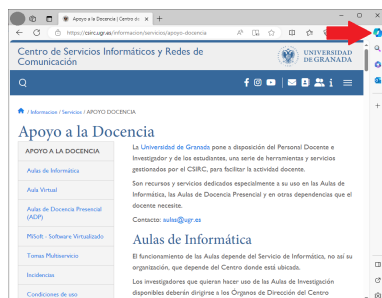 Apoyo a la Docencia | Centro de
https://csirc.ugr.es/informacion/servicios/apoyo-docencia
Centro de Servicios Informáticos y Redes de
Comunicación
UNIVERSIDAD
DE GRANADA
/ Informacion / Servicios / APOYO DOCENCIA
Apoyo a la Docencia
APOYO A LA DOCENCIA
Aulas de Informática
Aula Virtual
Aulas de Docencia Presencial
(ADP)
MiSoft - Software Virtualizado
Tomas Multiservicio
Incidencias
Condiciones de uso
La Universidad de Granada pone a disposición del Personal Docente e
Investigador y de los estudiantes, una serie de herramientas y servicios
gestionados por el CSIRC, para facilitar la actividad docente.
Son recursos y servicios dedicados especialmente a su uso en las Aulas de
Informática, las Aulas de Docencia Presencial y en otras dependencias que el
docente necesite.
Contacto: aulas@ugr.es
Aulas de Informática
El funcionamiento de las Aulas depende del Servicio de Informática, no así su
organización, que depende del Centro donde está ubicada.
Los investigadores que quieran hacer uso de las Aulas de Investigación
disponibles deberán dirigirse a los Órganos de Dirección del Centro